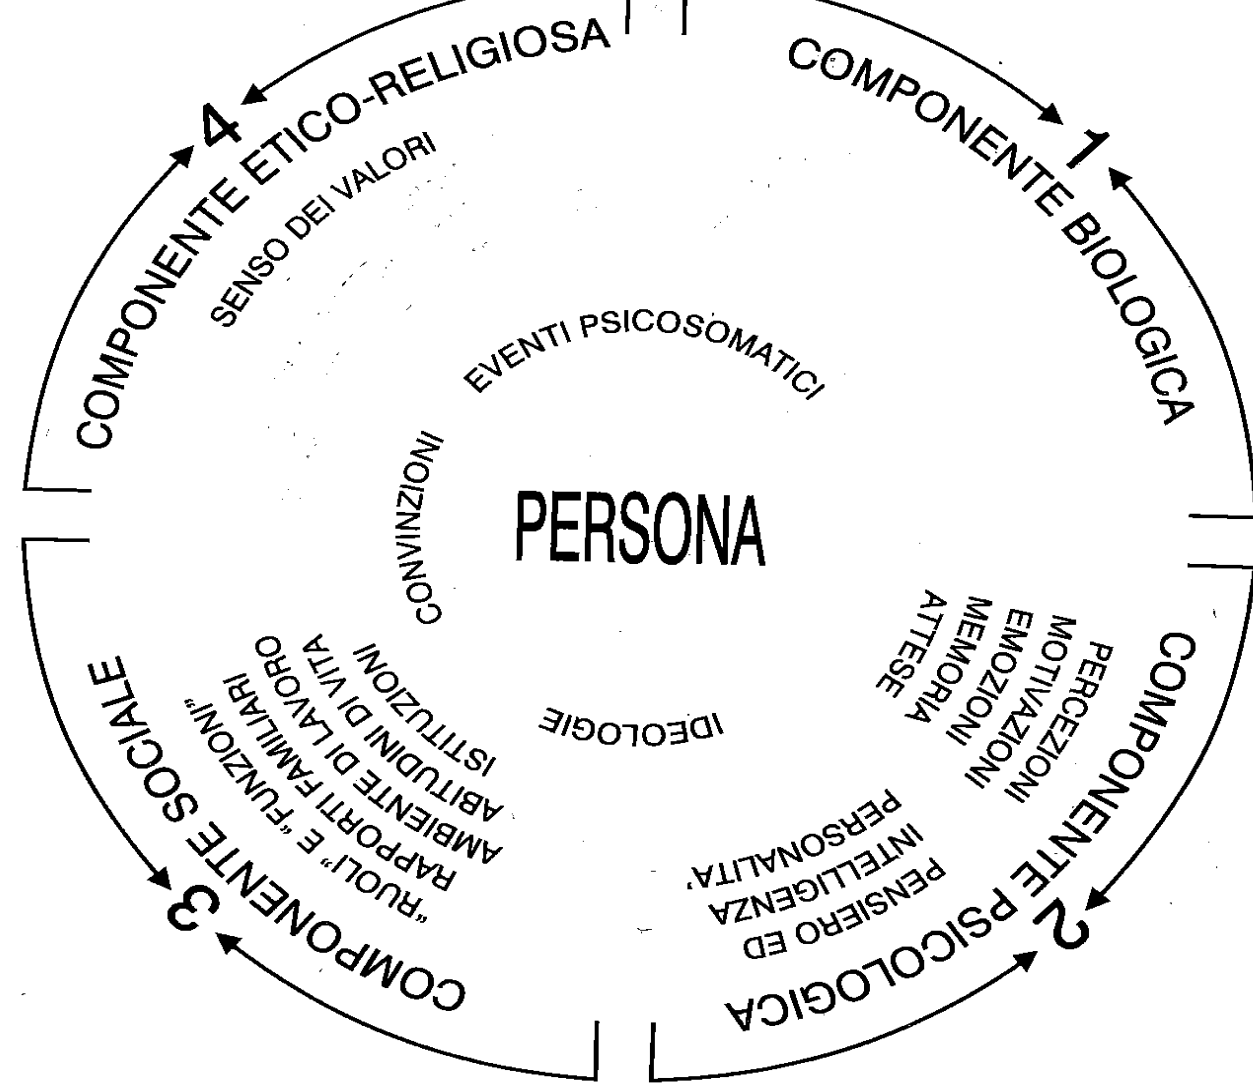 COMPONENTE ETICO-RELIGIOSA
4
SENSO DEI VALORI
COMPONENTE BIOLOGICA
1
EVENTI PSICOSOMATICI
CONVINZIONI
PERSONA
IDEOLOGIE
COMPONENTE PSICOLOGICA
2
PERCEZIONI
MOTIVAZIONI
EMOZIONI
MEMORIA
ATTESE
PENSIERO ED
INTELLIGENZA
PERSONALITA'
COMPONENTE SOCIALE
3
"RUOLI" E "FUNZIONI"
RAPPORTI FAMILIARI
AMBIENTE DI LAVORO
ABITUDINI DI VITA
ISTITUZIONI